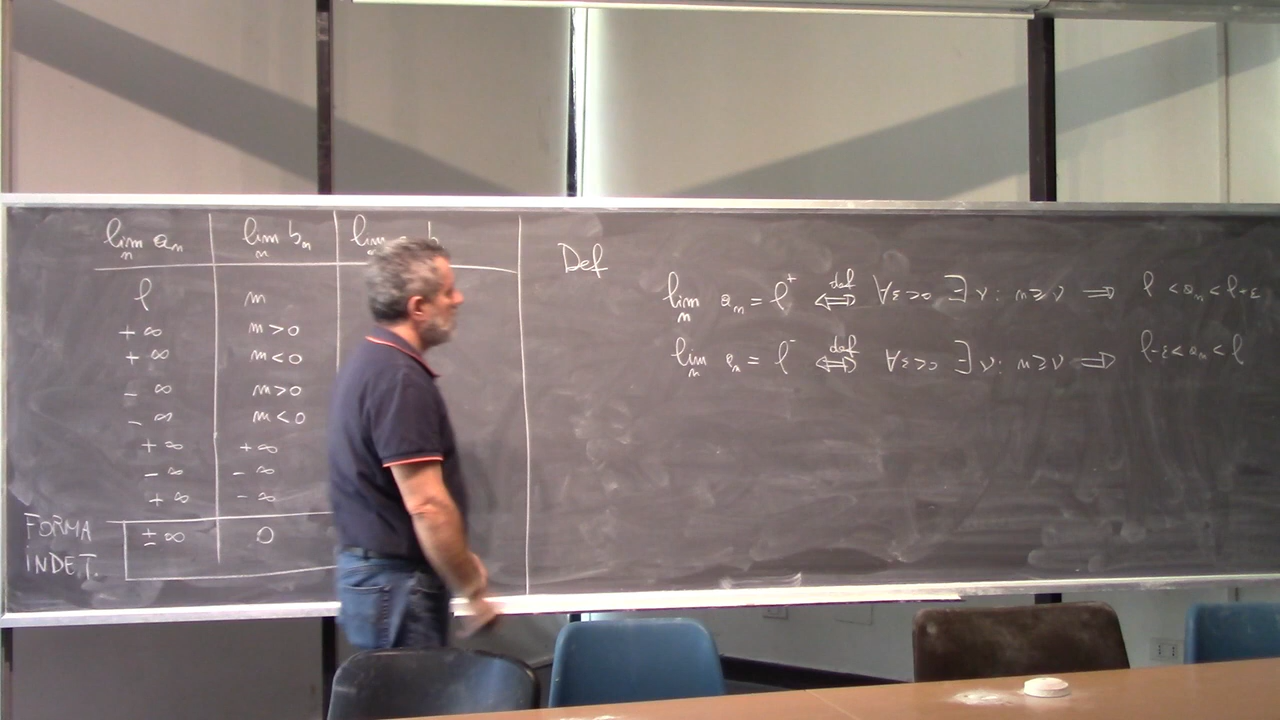 lim n aₙ lim n bₙ lim
l m
+ ∞ m > 0
+ ∞ m < 0
- ∞ m > 0
- ∞ m < 0
+ ∞ + ∞
- ∞ - ∞
+ ∞ - ∞
FORMA
INDET.
± ∞ 0
Def
lim n aₙ = l⁺ ⇔ def ∀ε>0 ∃ ν: n ≥ ν ⇒ l < aₙ < l+ε
lim n aₙ = l⁻ ⇔ def ∀ε>0 ∃ ν: n ≥ ν ⇒ l-ε < aₙ < l